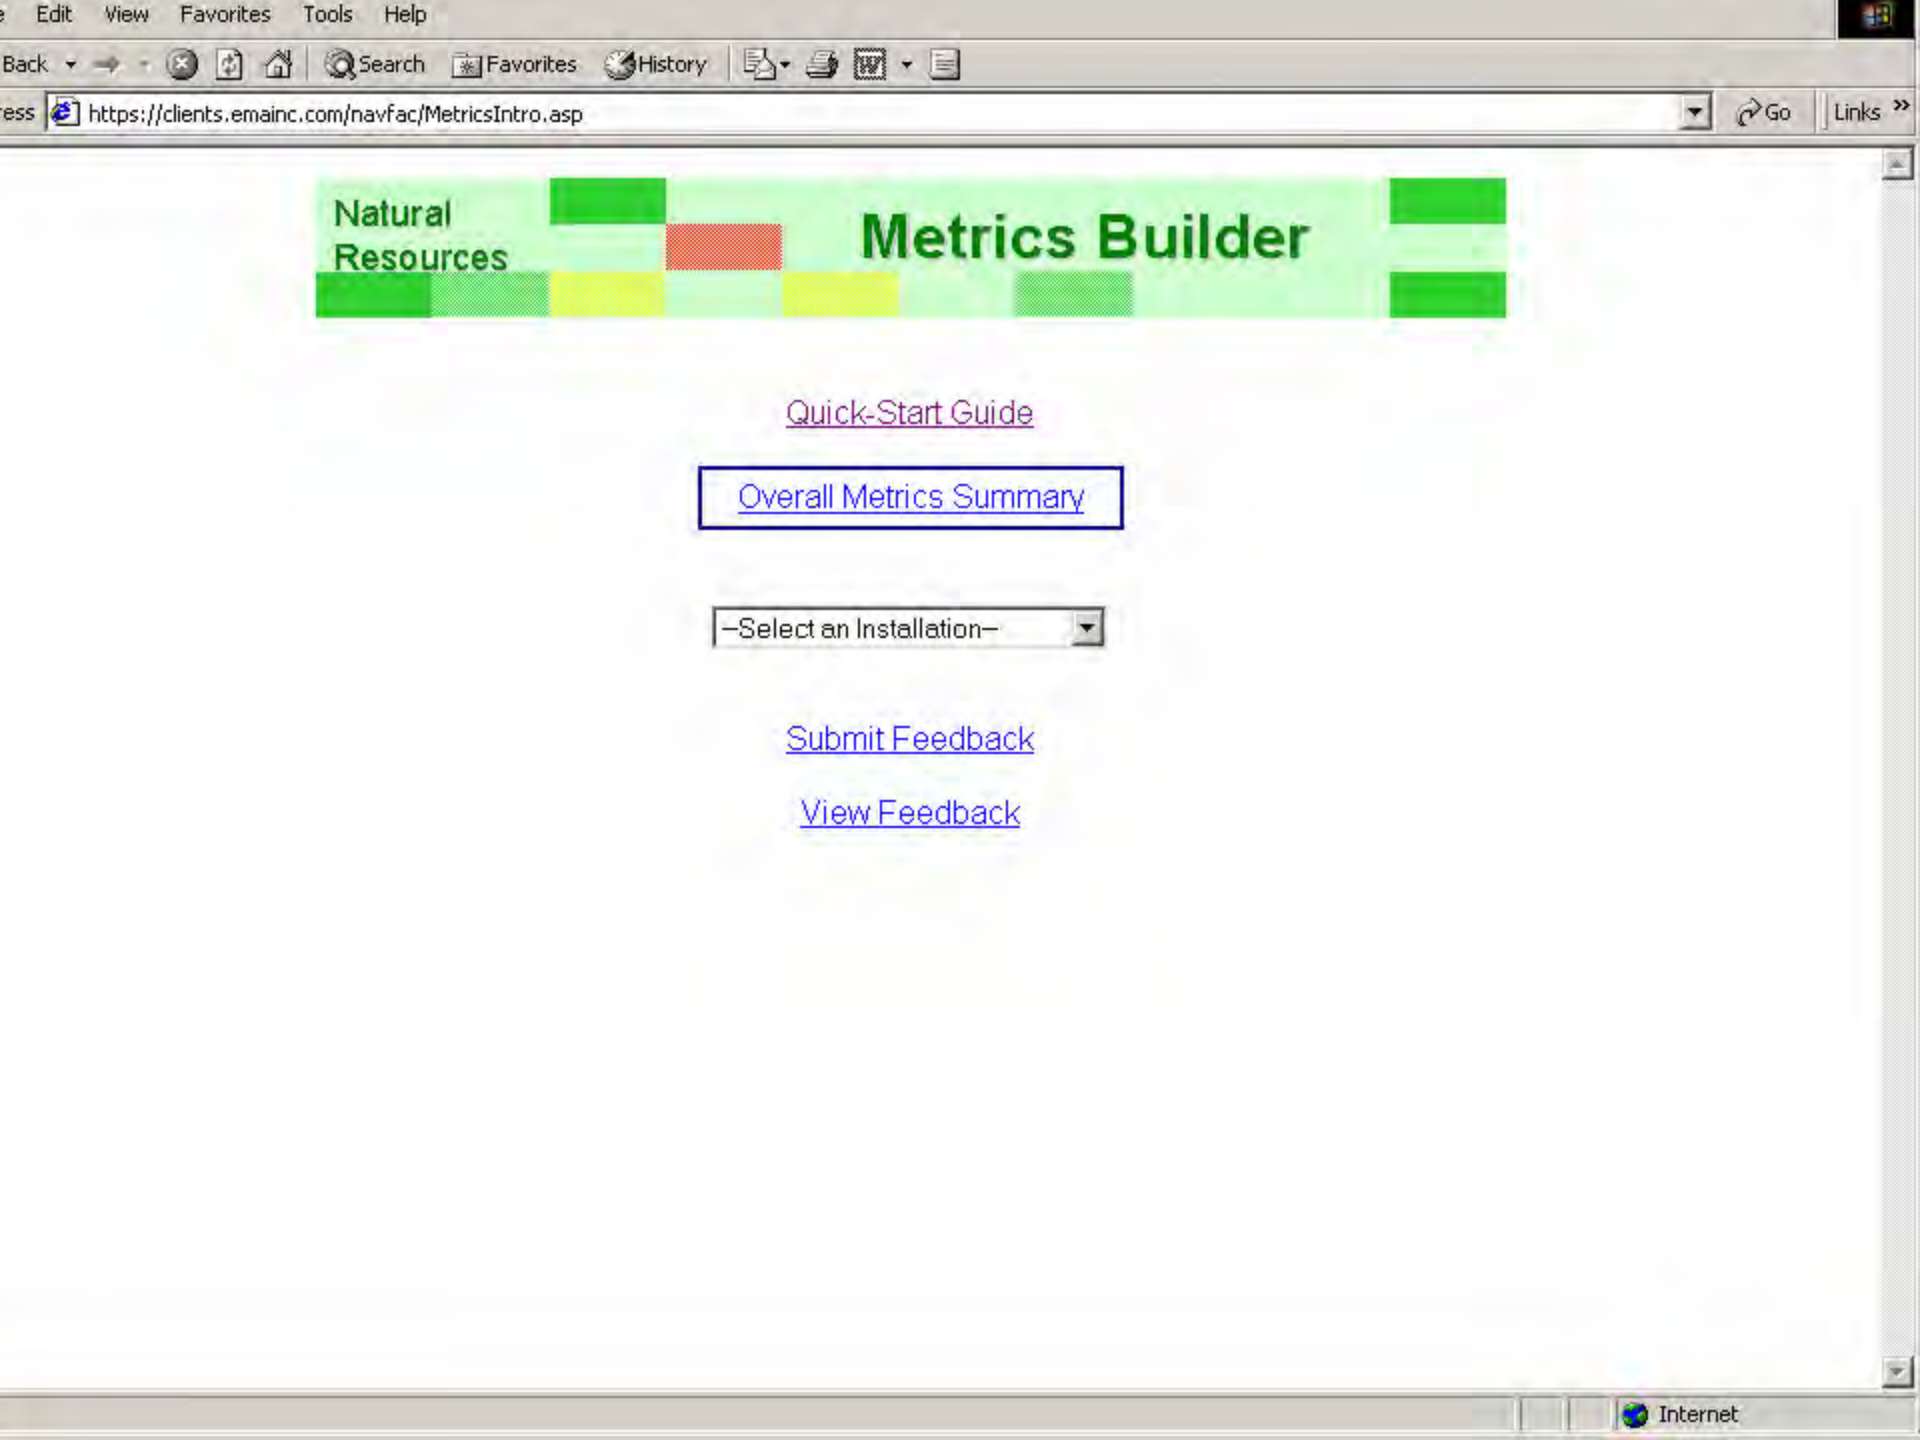 Edit View Favorites Tools Help
Back Search Favorites History
ress https://clients.emainc.com/navfac/MetricsIntro.asp Go Links »
Natural
Resources
Metrics Builder
Quick-Start Guide
Overall Metrics Summary
--Select an Installation--
Submit Feedback
View Feedback
Internet